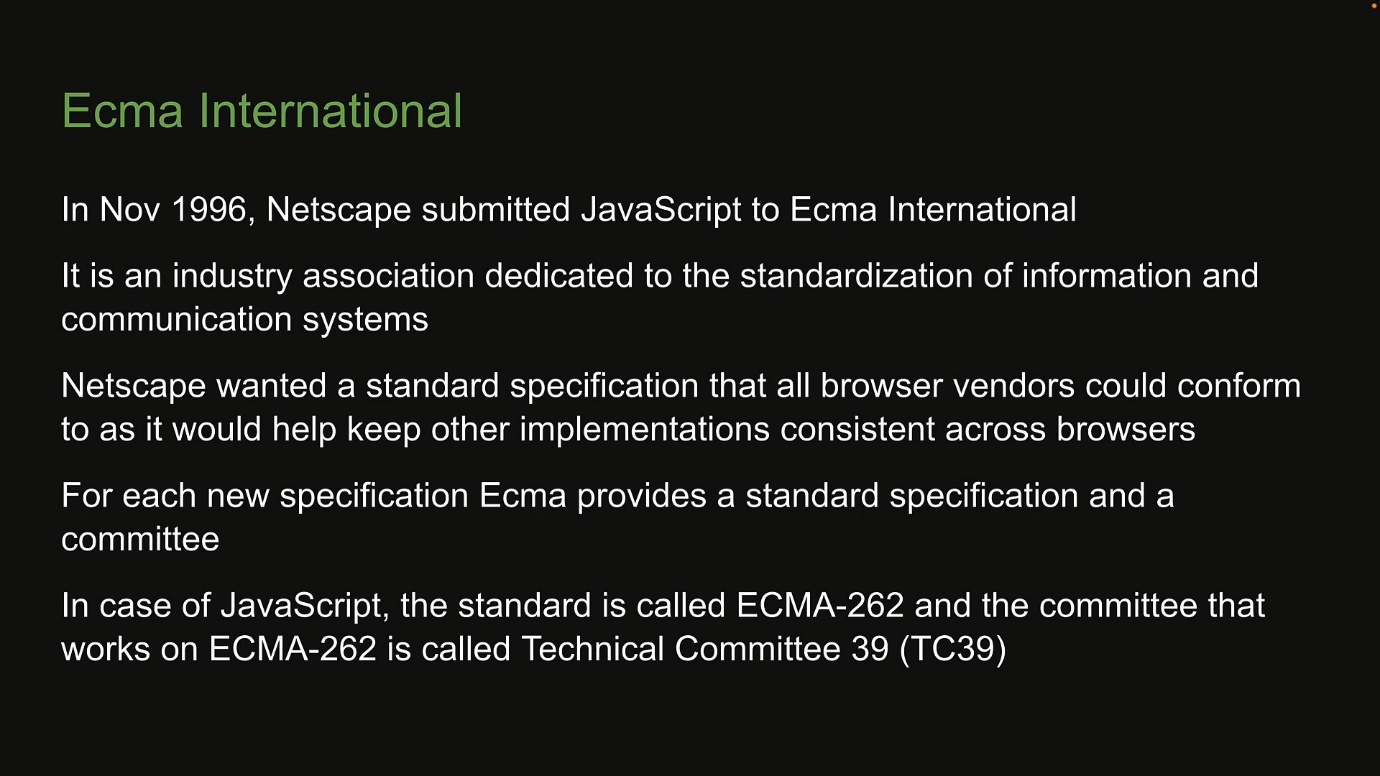 Ecma International
In Nov 1996, Netscape submitted JavaScript to Ecma International
It is an industry association dedicated to the standardization of information and
communication systems
Netscape wanted a standard specification that all browser vendors could conform
to as it would help keep other implementations consistent across browsers
For each new specification Ecma provides a standard specification and a
committee
In case of JavaScript, the standard is called ECMA-262 and the committee that
works on ECMA-262 is called Technical Committee 39 (TC39)